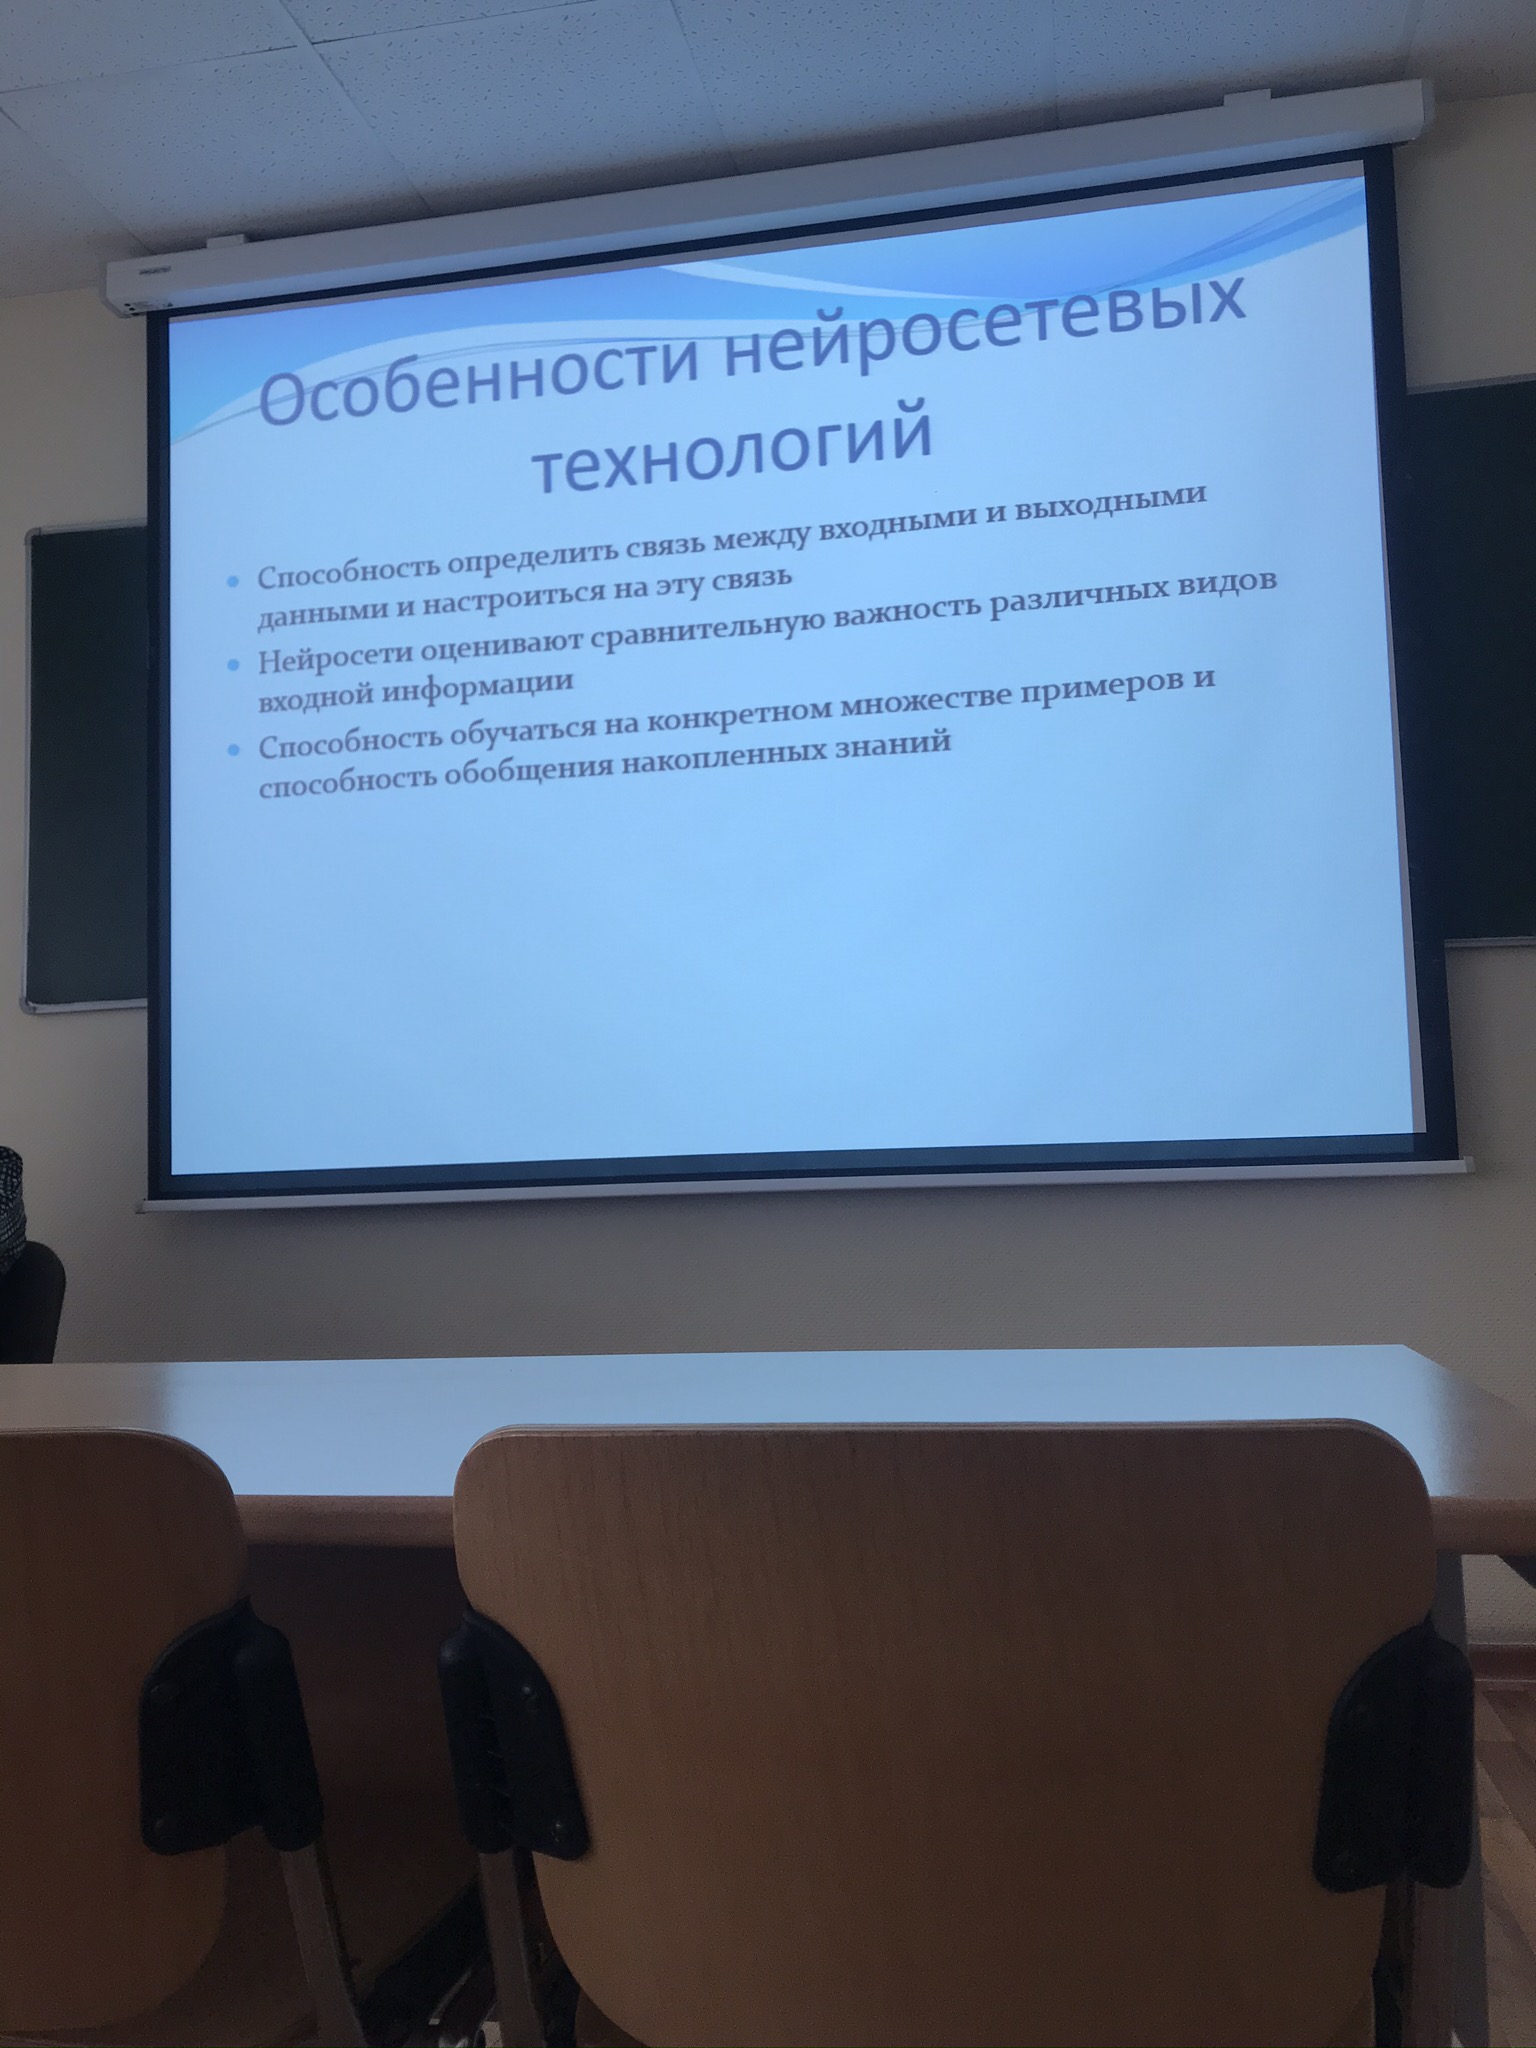 Особенности нейросетевых
технологий
• Способность определить связь между входными и выходными
данными и настроиться на эту связь
• Нейросети оценивают сравнительную важность различных видов
входной информации
• Способность обучаться на конкретном множестве примеров и
способность обобщения накопленных знаний